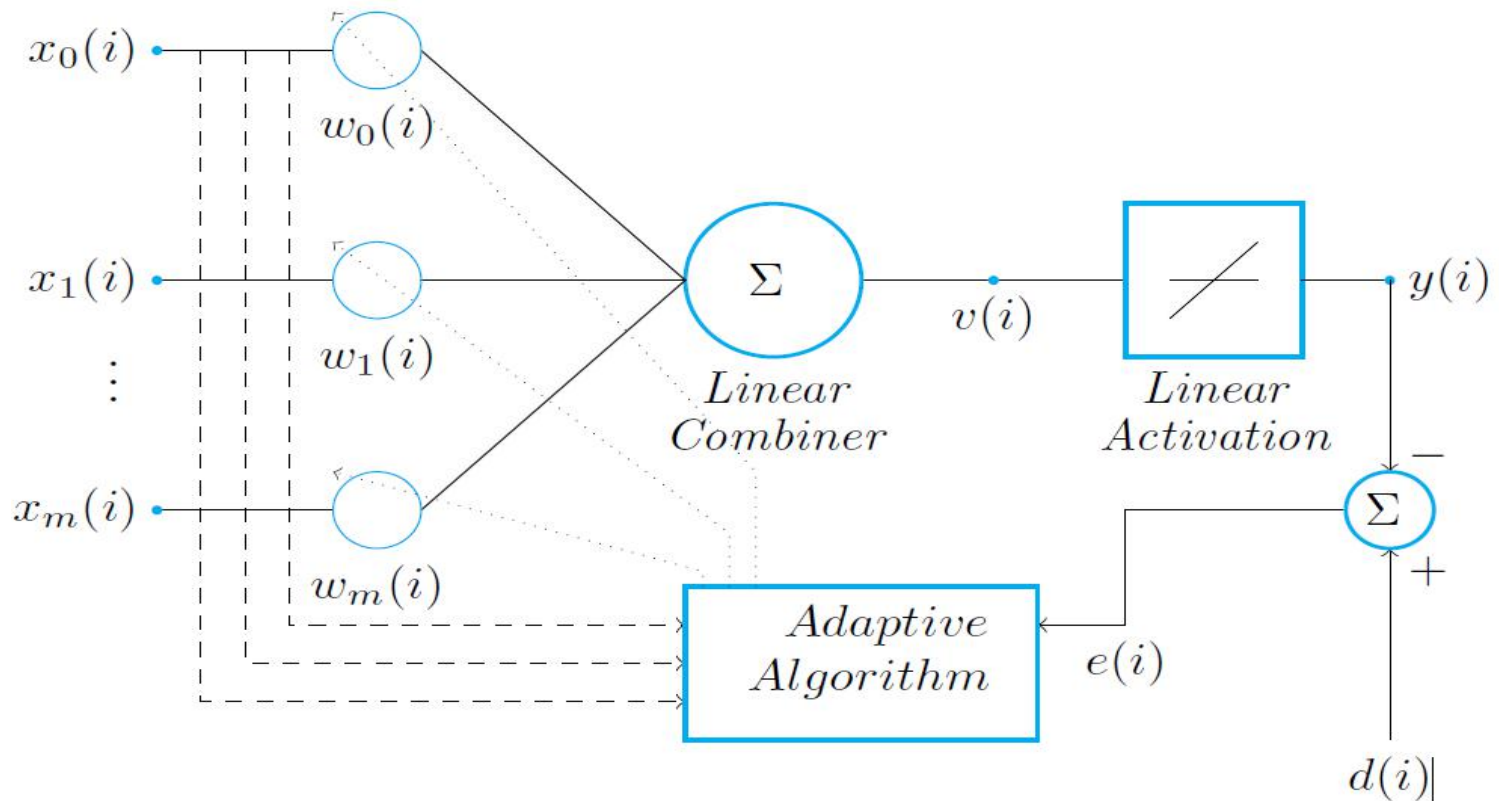 x₀(i)
w₀(i)
x₁(i)
w₁(i)
⋮
xₘ(i)
wₘ(i)
Σ
Linear
Combiner
v(i)
Linear
Activation
y(i)
−
Σ
+
Adaptive
Algorithm
e(i)
d(i)|